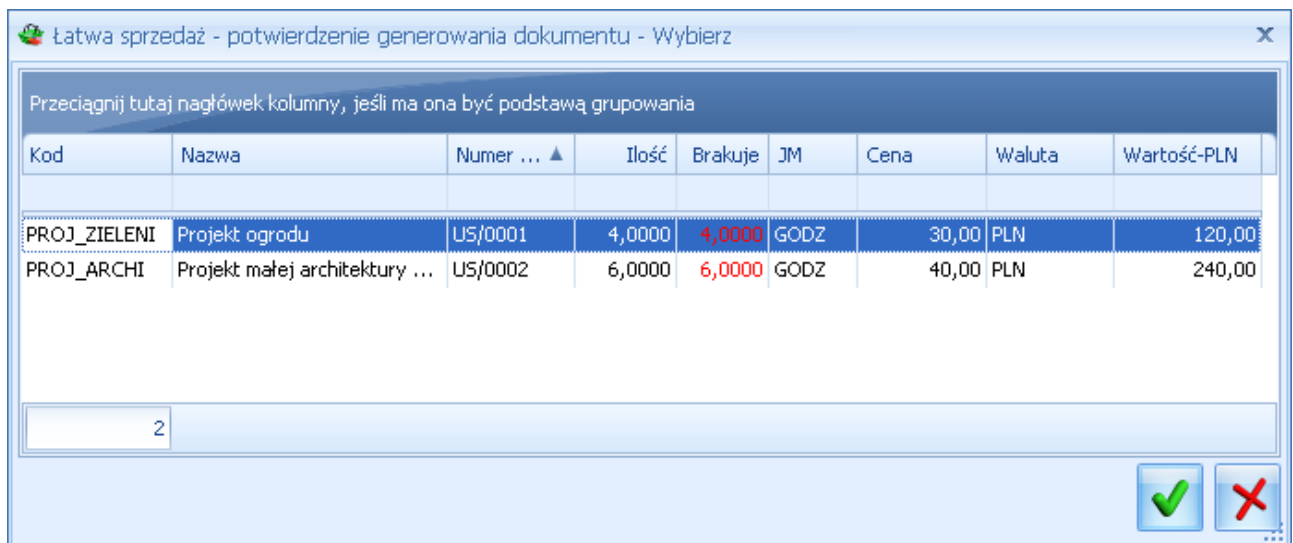 Łatwa sprzedaż - potwierdzenie generowania dokumentu - Wybierz
Przeciągnij tutaj nagłówek kolumny, jeśli ma ona być podstawą grupowania
Kod Nazwa Numer ... Ilość Brakuje JM Cena Waluta Wartość-PLN
PROJ_ZIELENI Projekt ogrodu US/0001 4,0000 4,0000 GODZ 30,00 PLN 120,00
PROJ_ARCHI Projekt małej architektury ... US/0002 6,0000 6,0000 GODZ 40,00 PLN 240,00
2